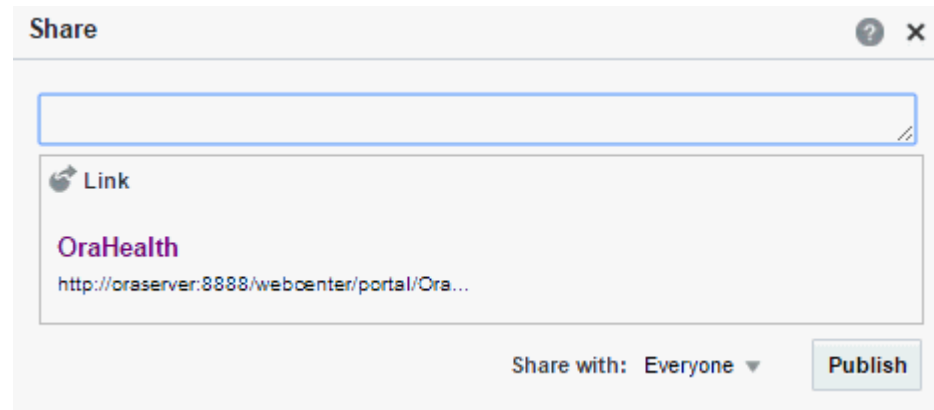 Share
Link
OraHealth
http://oraserver:8888/webcenter/portal/Ora...
Share with: Everyone
Publish